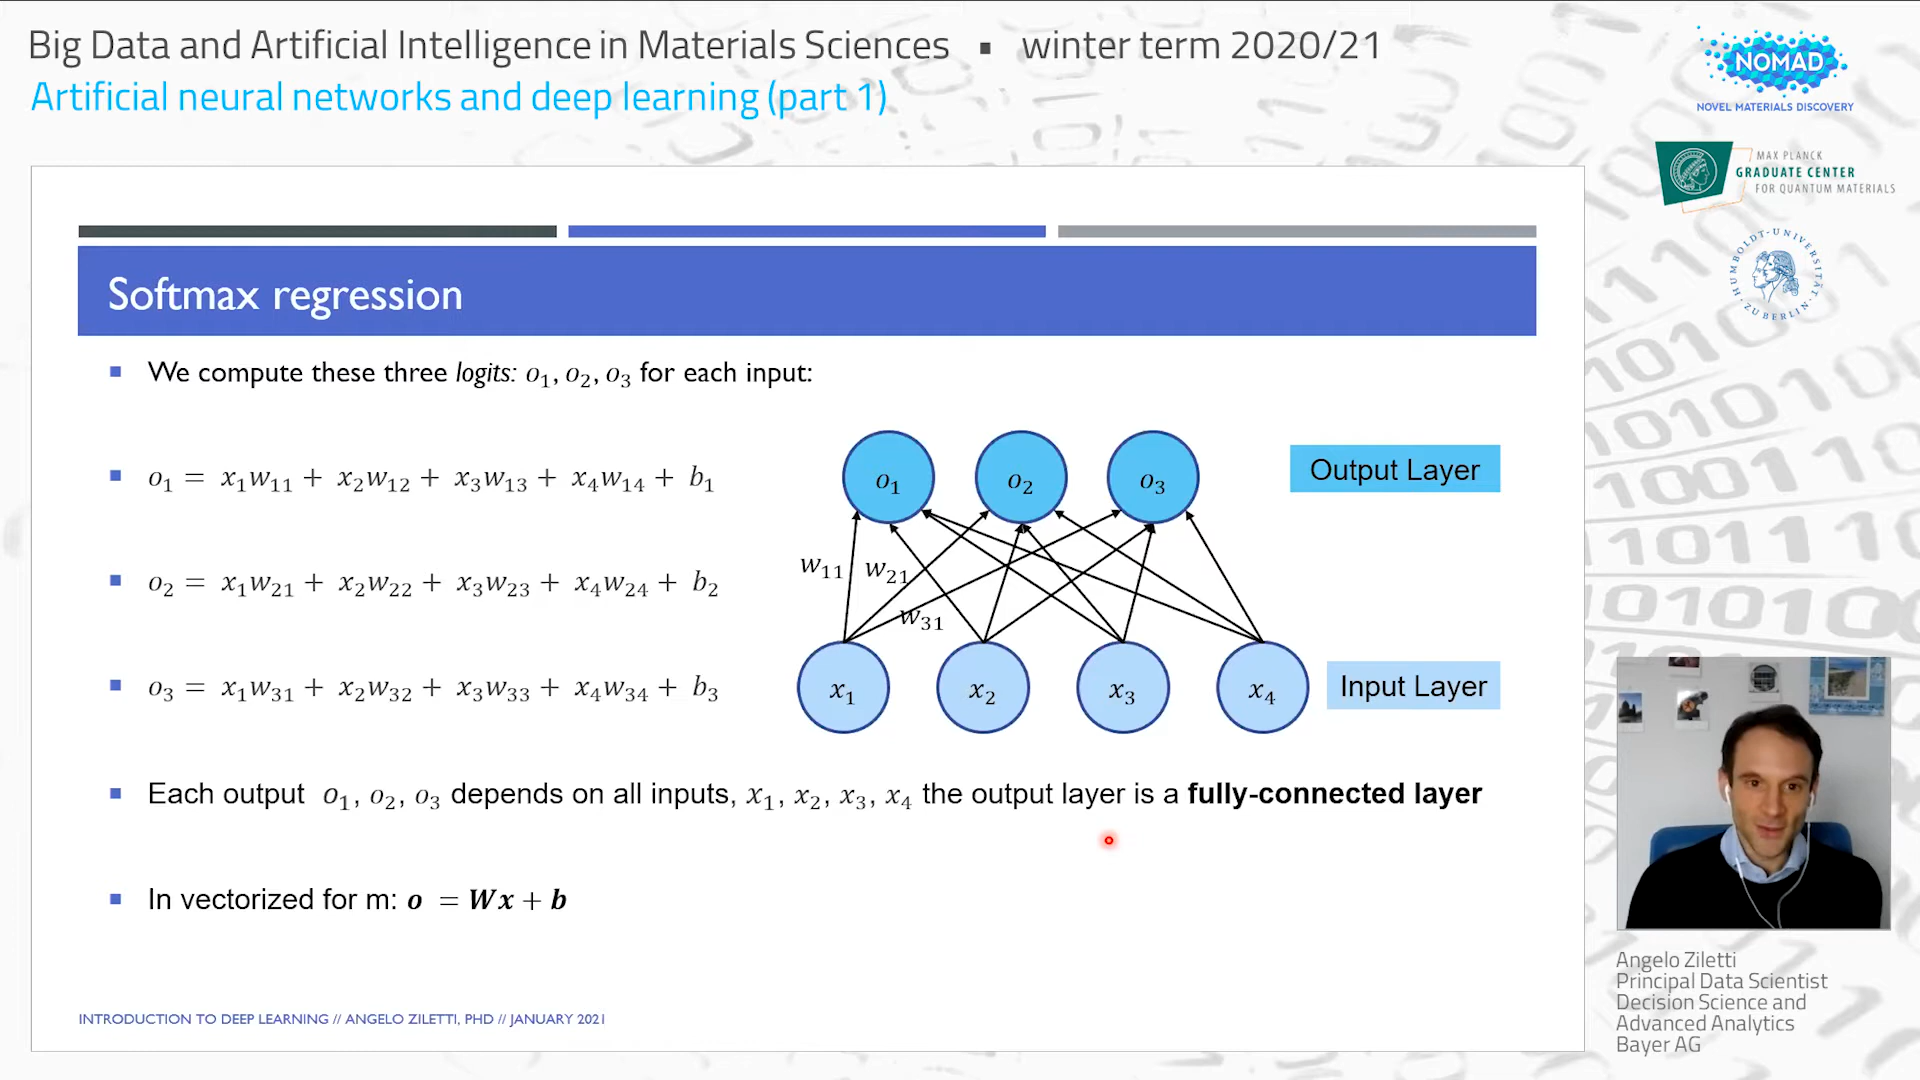 Big Data and Artificial Intelligence in Materials Sciences ▪ winter term 2020/21
Artificial neural networks and deep learning (part 1)
NOMAD
NOVEL MATERIALS DISCOVERY
MAX PLANCK
GRADUATE CENTER
FOR QUANTUM MATERIALS
HUMBOLDT-UNIVERSITÄT
ZU BERLIN
Softmax regression
▪ We compute these three logits: o₁, o₂, o₃ for each input:
▪ o₁ = x₁w₁₁ + x₂w₁₂ + x₃w₁₃ + x₄w₁₄ + b₁
▪ o₂ = x₁w₂₁ + x₂w₂₂ + x₃w₂₃ + x₄w₂₄ + b₂
▪ o₃ = x₁w₃₁ + x₂w₃₂ + x₃w₃₃ + x₄w₃₄ + b₃
o₁ o₂ o₃ Output Layer
w₁₁ w₂₁
w₃₁
x₁ x₂ x₃ x₄ Input Layer
▪ Each output o₁, o₂, o₃ depends on all inputs, x₁, x₂, x₃, x₄ the output layer is a fully-connected layer
▪ In vectorized for m: o = Wx + b
INTRODUCTION TO DEEP LEARNING // ANGELO ZILETTI, PHD // JANUARY 2021
Angelo Ziletti
Principal Data Scientist
Decision Science and
Advanced Analytics
Bayer AG